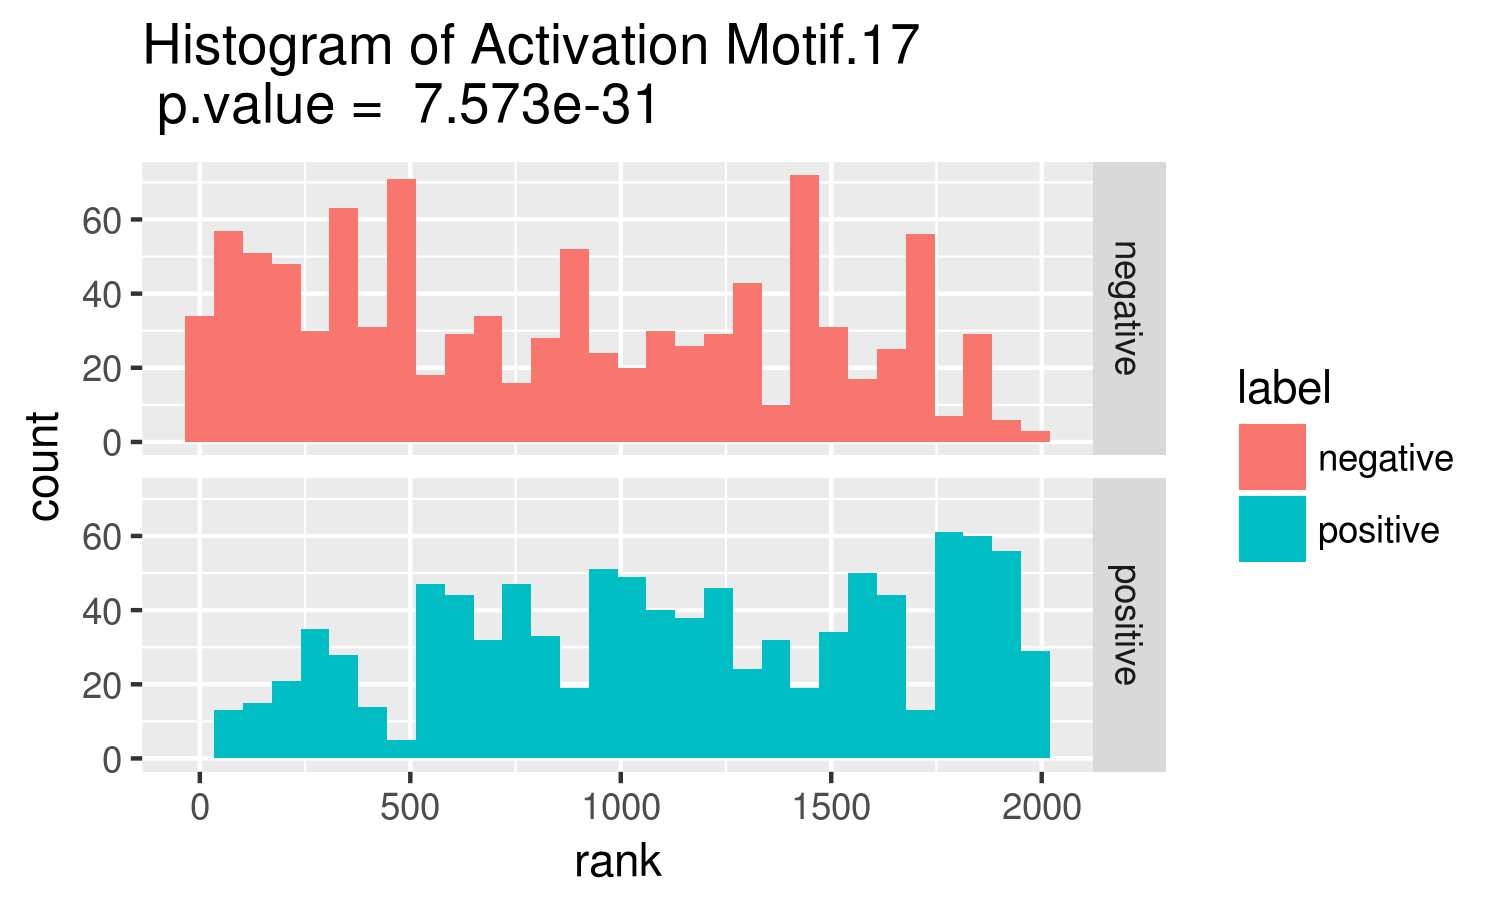 Histogram of Activation Motif.17
p.value = 7.573e-31
count
60
40
20
0
negative
60
40
20
0
positive
0 500 1000 1500 2000
rank
label
negative
positive